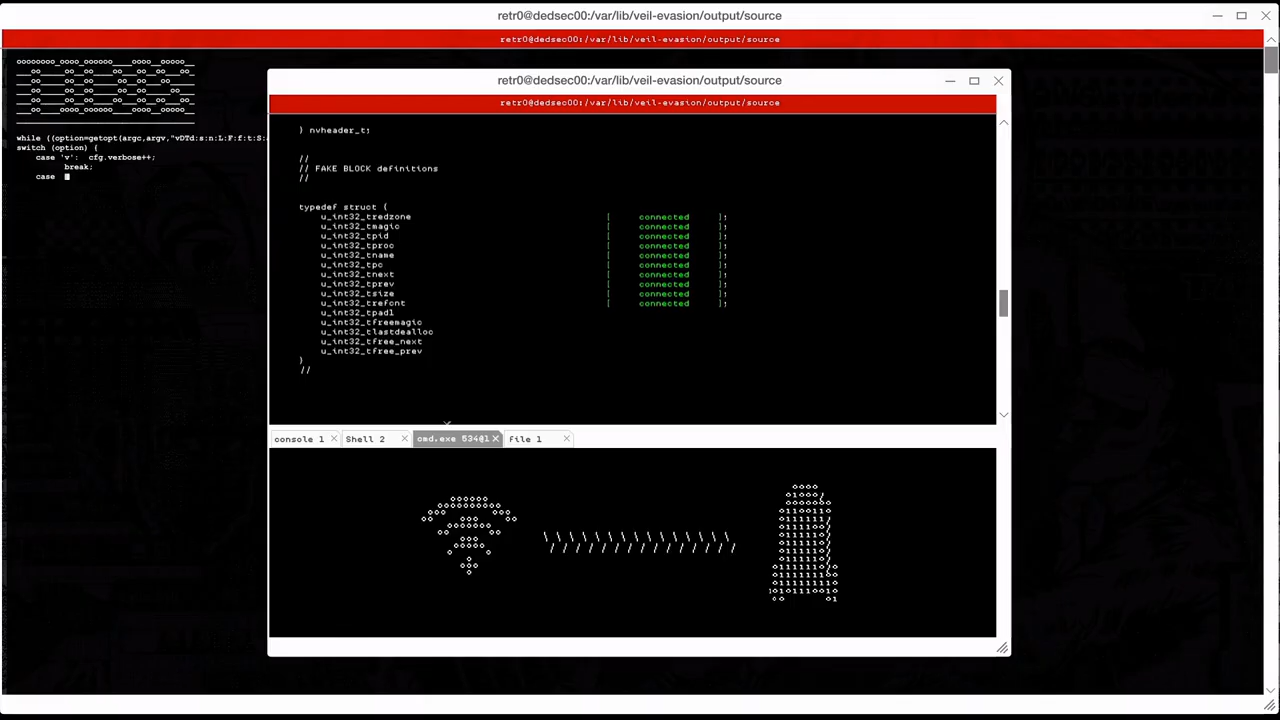 retr0@dedsec00:/var/lib/veil-evasion/output/source
retr0@dedsec00:/var/lib/veil-evasion/output/source
while ((option=getopt(argc,argv,"vDTd:s:n:L:F:f:t:S:
switch (option) {
case 'v': cfg.verbose++;
break;
case
retr0@dedsec00:/var/lib/veil-evasion/output/source
retr0@dedsec00:/var/lib/veil-evasion/output/source
} nvheader_t;
//
// FAKE BLOCK definitions
//
typedef struct {
u_int32_tredzone [ connected ];
u_int32_tmagic [ connected ];
u_int32_tpid [ connected ];
u_int32_tproc [ connected ];
u_int32_tname [ connected ];
u_int32_tpc [ connected ];
u_int32_tnext [ connected ];
u_int32_tprev [ connected ];
u_int32_tsize [ connected ];
u_int32_trefcnt [ connected ];
u_int32_tpad1
u_int32_tfreemagic
u_int32_tlastdealloc
u_int32_tfree_next
u_int32_tfree_prev
}
//
console 1 Shell 2 cmd.exe 534@1 File 1